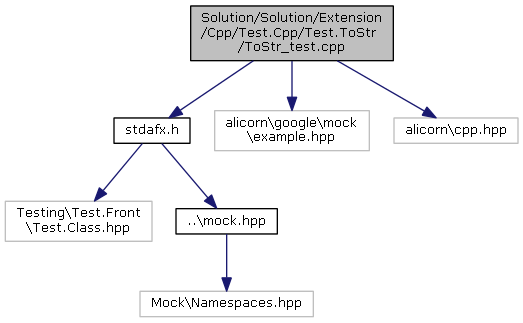 Solution/Solution/Extension
/Cpp/Test.Cpp/Test.ToStr
/ToStr_test.cpp
stdafx.h
alicorn\google\mock
\example.hpp
alicorn\cpp.hpp
Testing\Test.Front
\Test.Class.hpp
..\mock.hpp
Mock\Namespaces.hpp